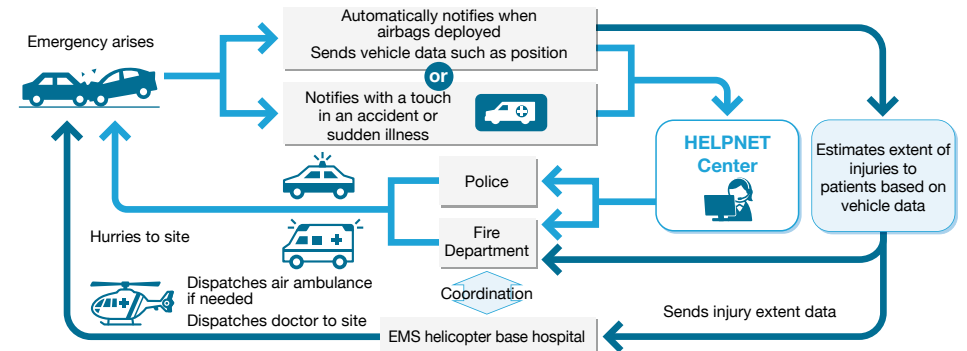 Emergency arises
Automatically notifies when
airbags deployed
Sends vehicle data such as position
or
Notifies with a touch
in an accident or
sudden illness
HELPNET
Center
Estimates extent of
injuries to
patients based on
vehicle data
Police
Fire
Department
Hurries to site
Coordination
Dispatches air ambulance
if needed
Dispatches doctor to site
EMS helicopter base hospital
Sends injury extent data